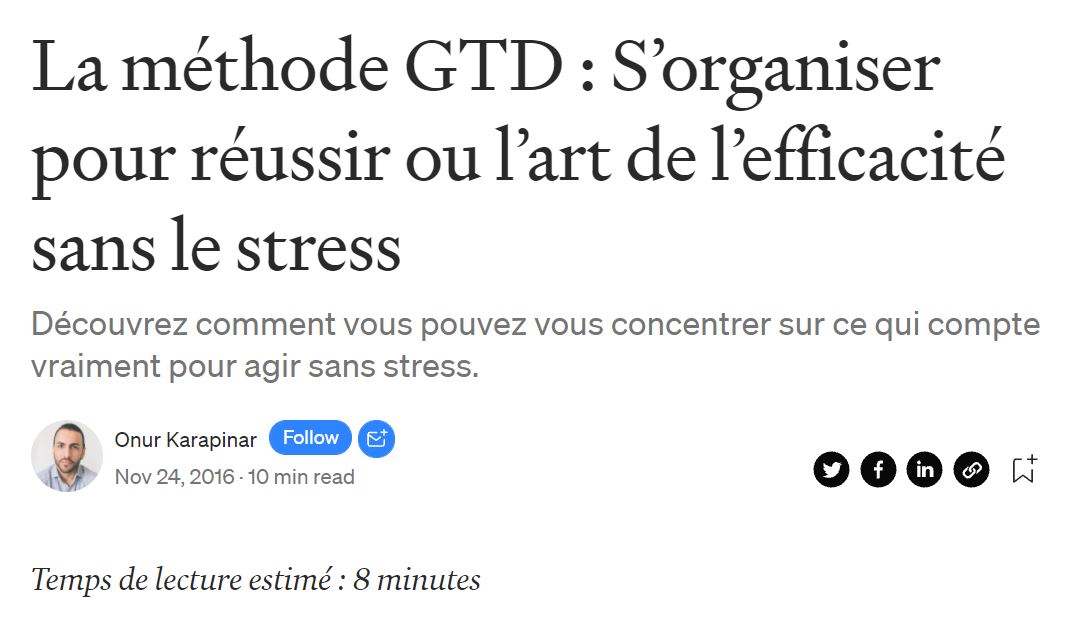 La méthode GTD : S’organiser
pour réussir ou l’art de l’efficacité
sans le stress
Découvrez comment vous pouvez vous concentrer sur ce qui compte
vraiment pour agir sans stress.
Onur Karapinar Follow
Nov 24, 2016 · 10 min read
Temps de lecture estimé : 8 minutes